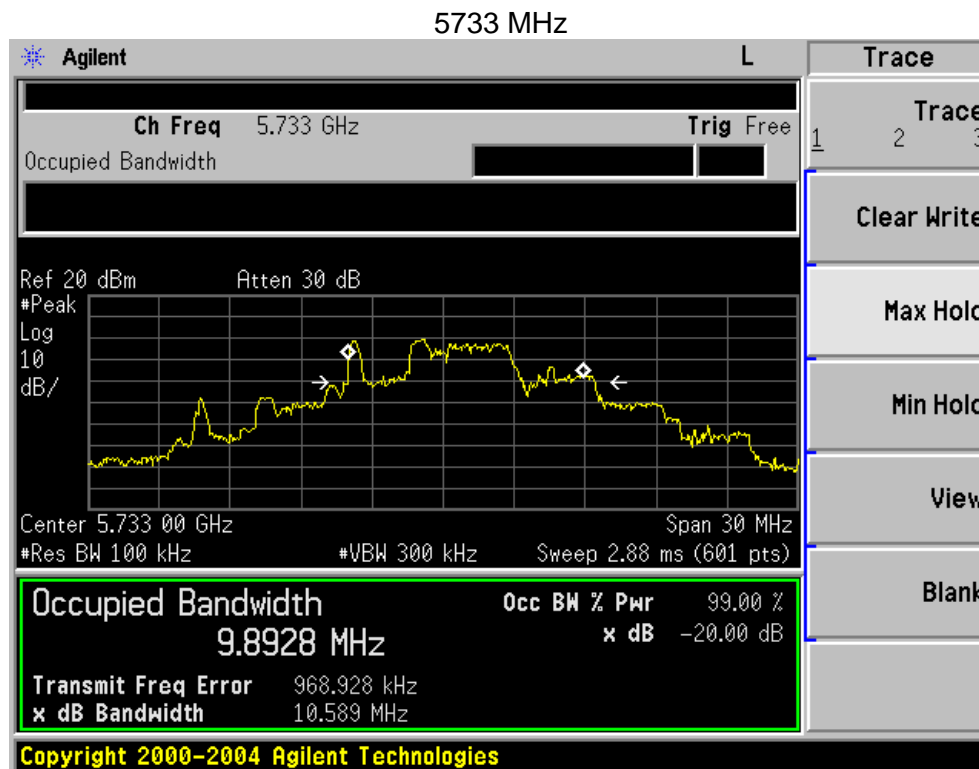 5733 MHz
Agilent L Trace
Ch Freq 5.733 GHz Trig Free
Occupied Bandwidth
Trace
1 2 3
Clear Write
Max Hold
Min Hold
View
Blank
Ref 20 dBm Atten 30 dB
#Peak
Log
10
dB/
Center 5.733 00 GHz Span 30 MHz
#Res BW 100 kHz #VBW 300 kHz Sweep 2.88 ms (601 pts)
Occupied Bandwidth Occ BW % Pwr 99.00 %
9.8928 MHz x dB -20.00 dB
Transmit Freq Error 968.928 kHz
x dB Bandwidth 10.589 MHz
Copyright 2000-2004 Agilent Technologies